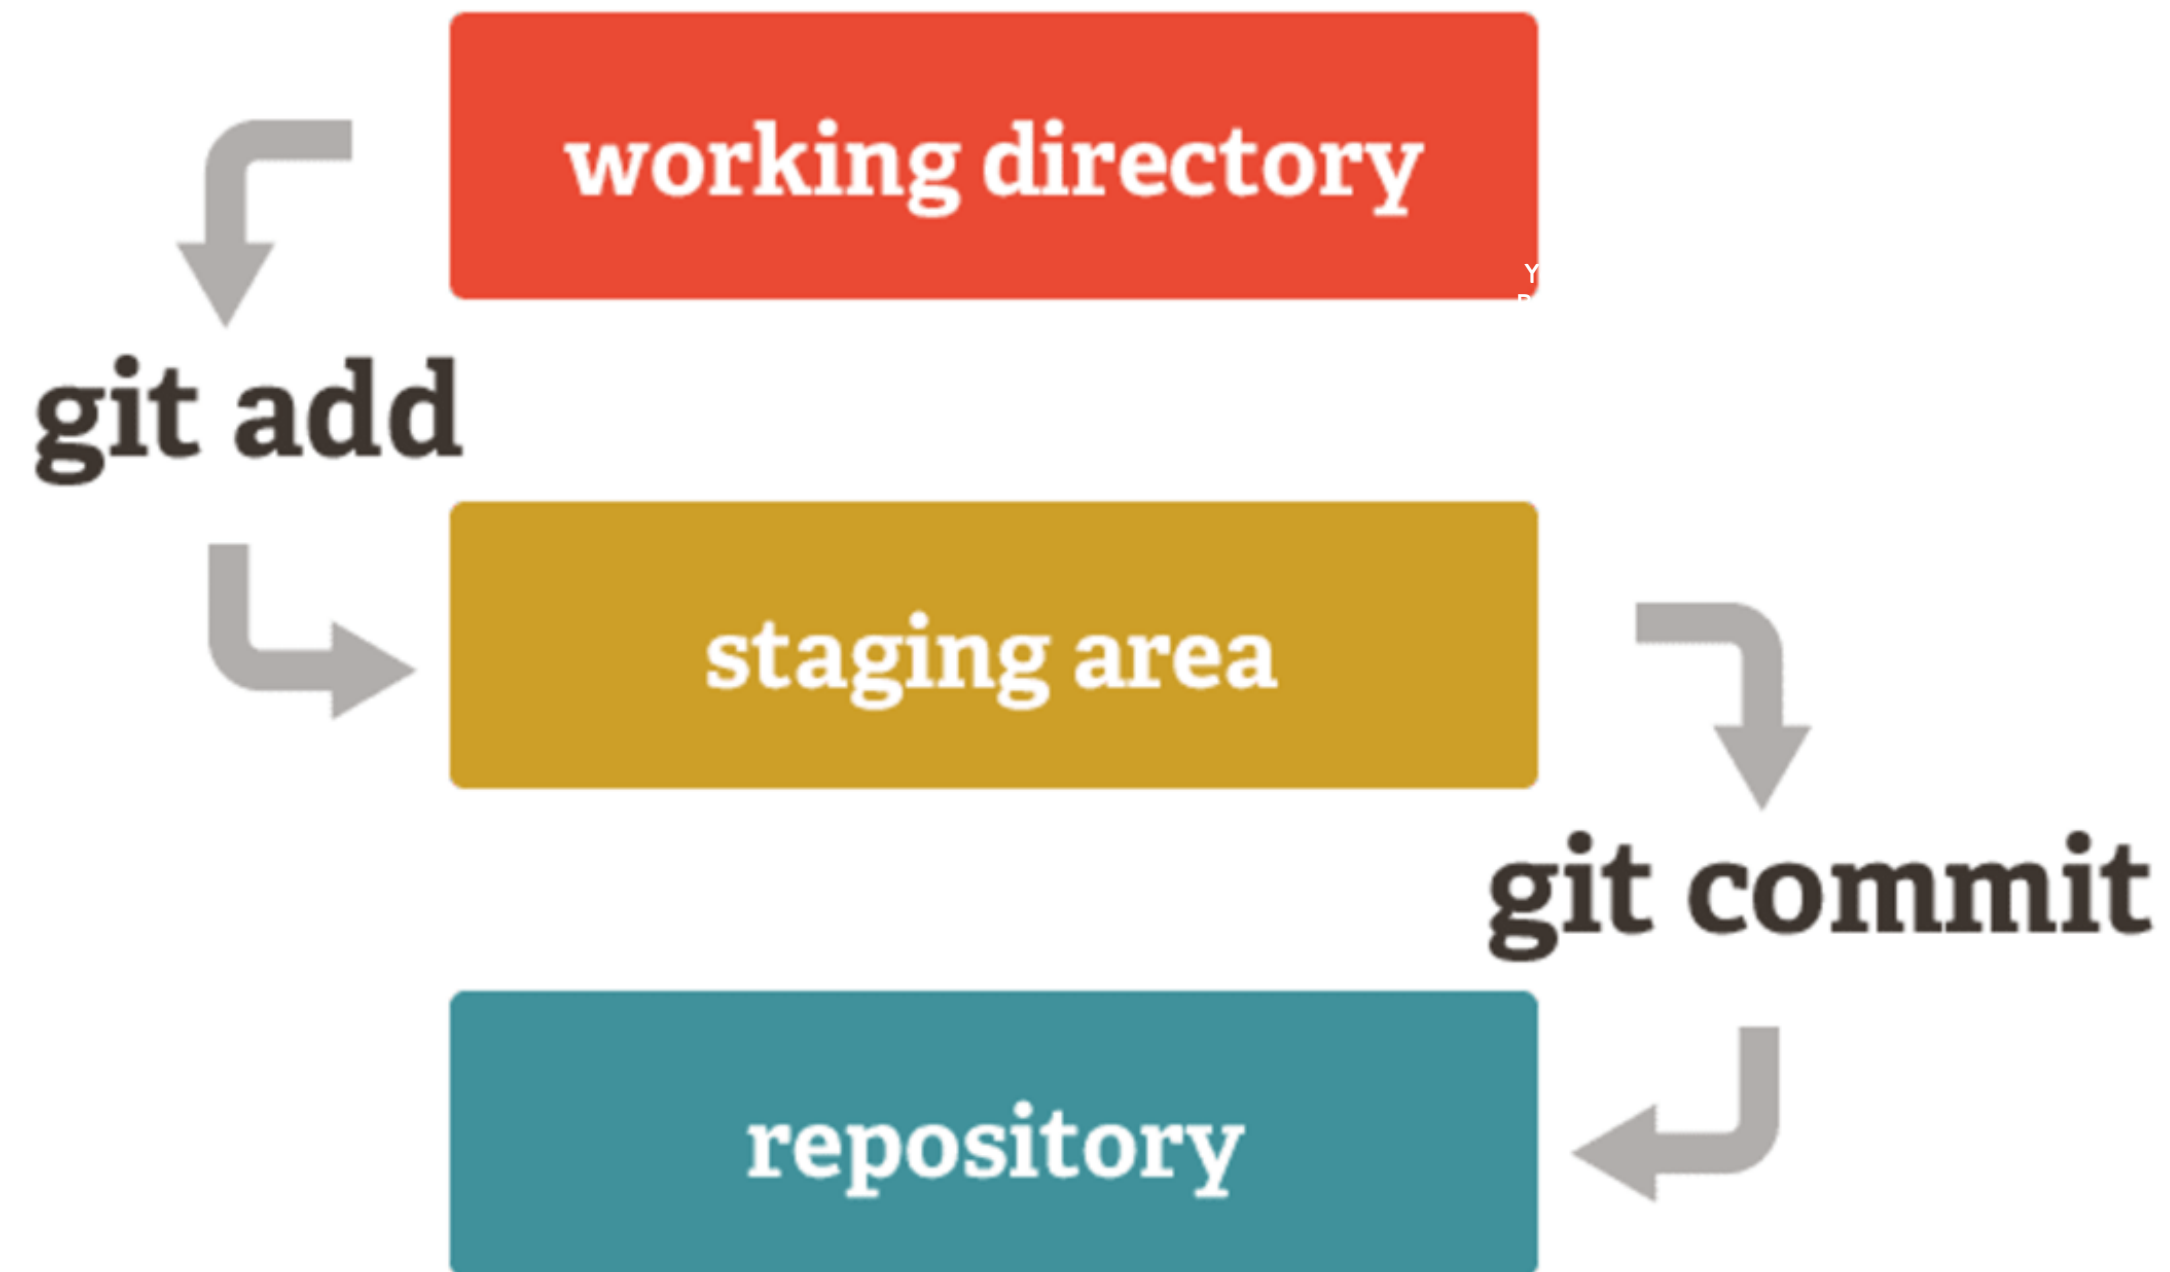 working directory
git add
staging area
git commit
repository